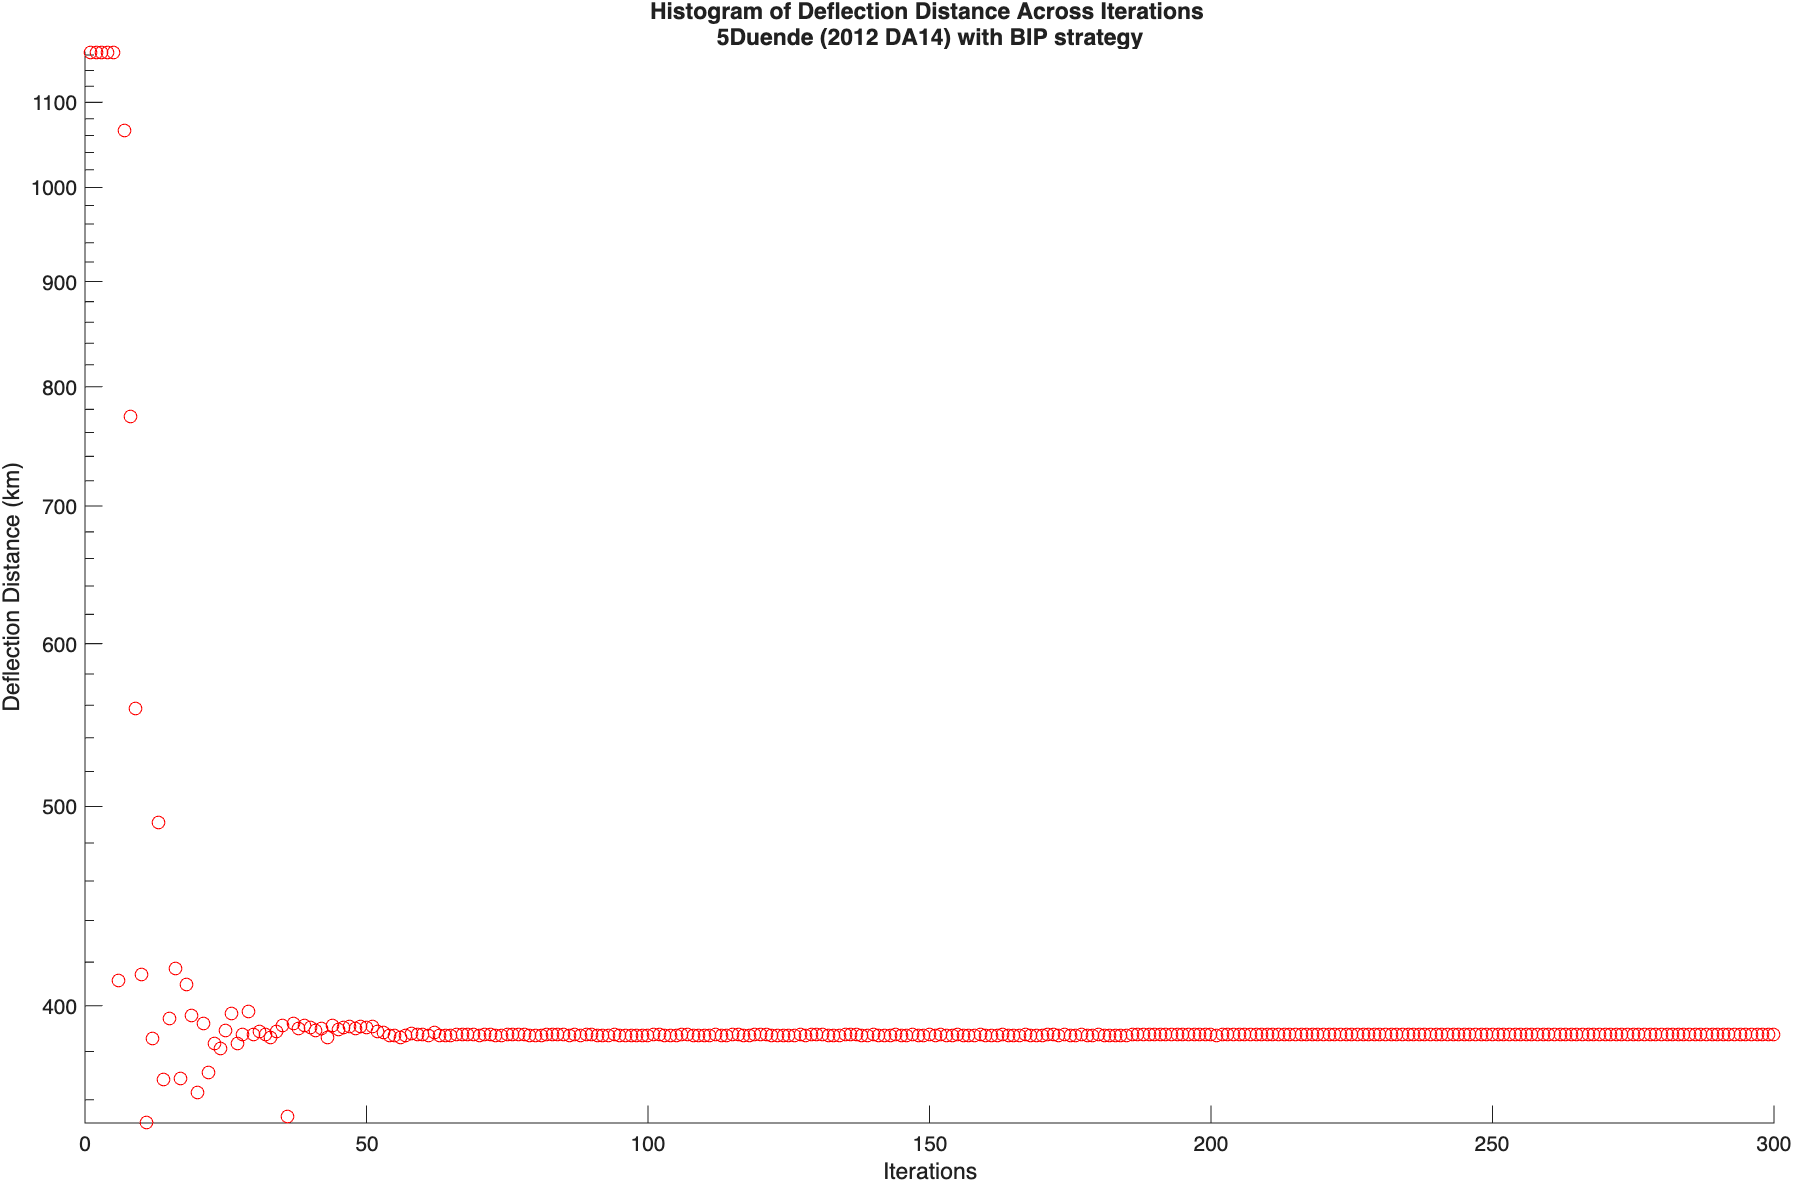 Histogram of Deflection Distance Across Iterations
5Duende (2012 DA14) with BIP strategy
1100
1000
900
800
700
600
500
400
Deflection Distance (km)
0 50 100 150 200 250 300
Iterations